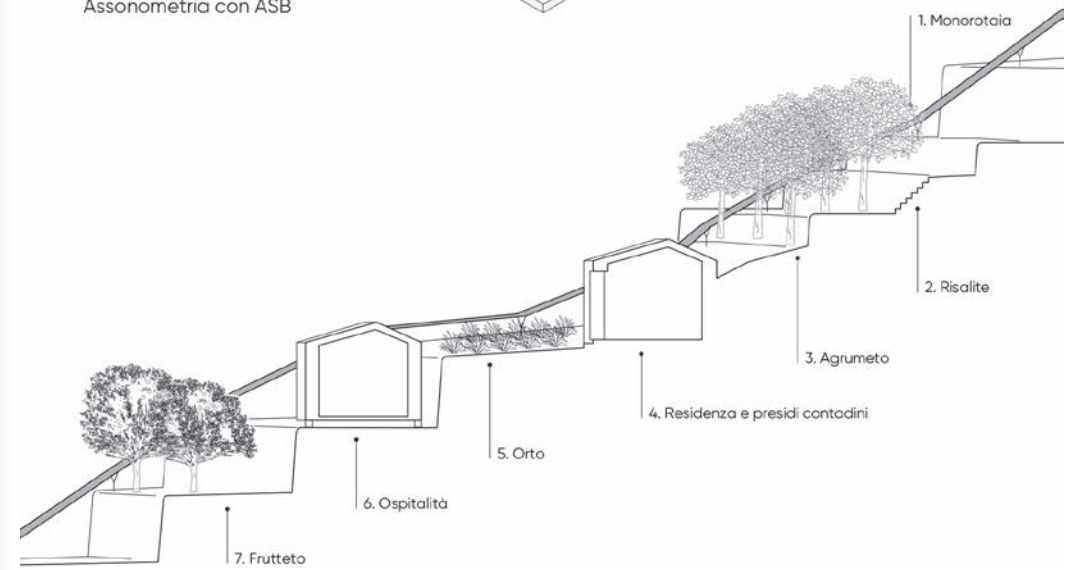 Assonometria con ASB
1. Monorotaia
2. Risalite
3. Agrumeto
4. Residenza e presidi contadini
5. Orto
6. Ospitalità
7. Frutteto